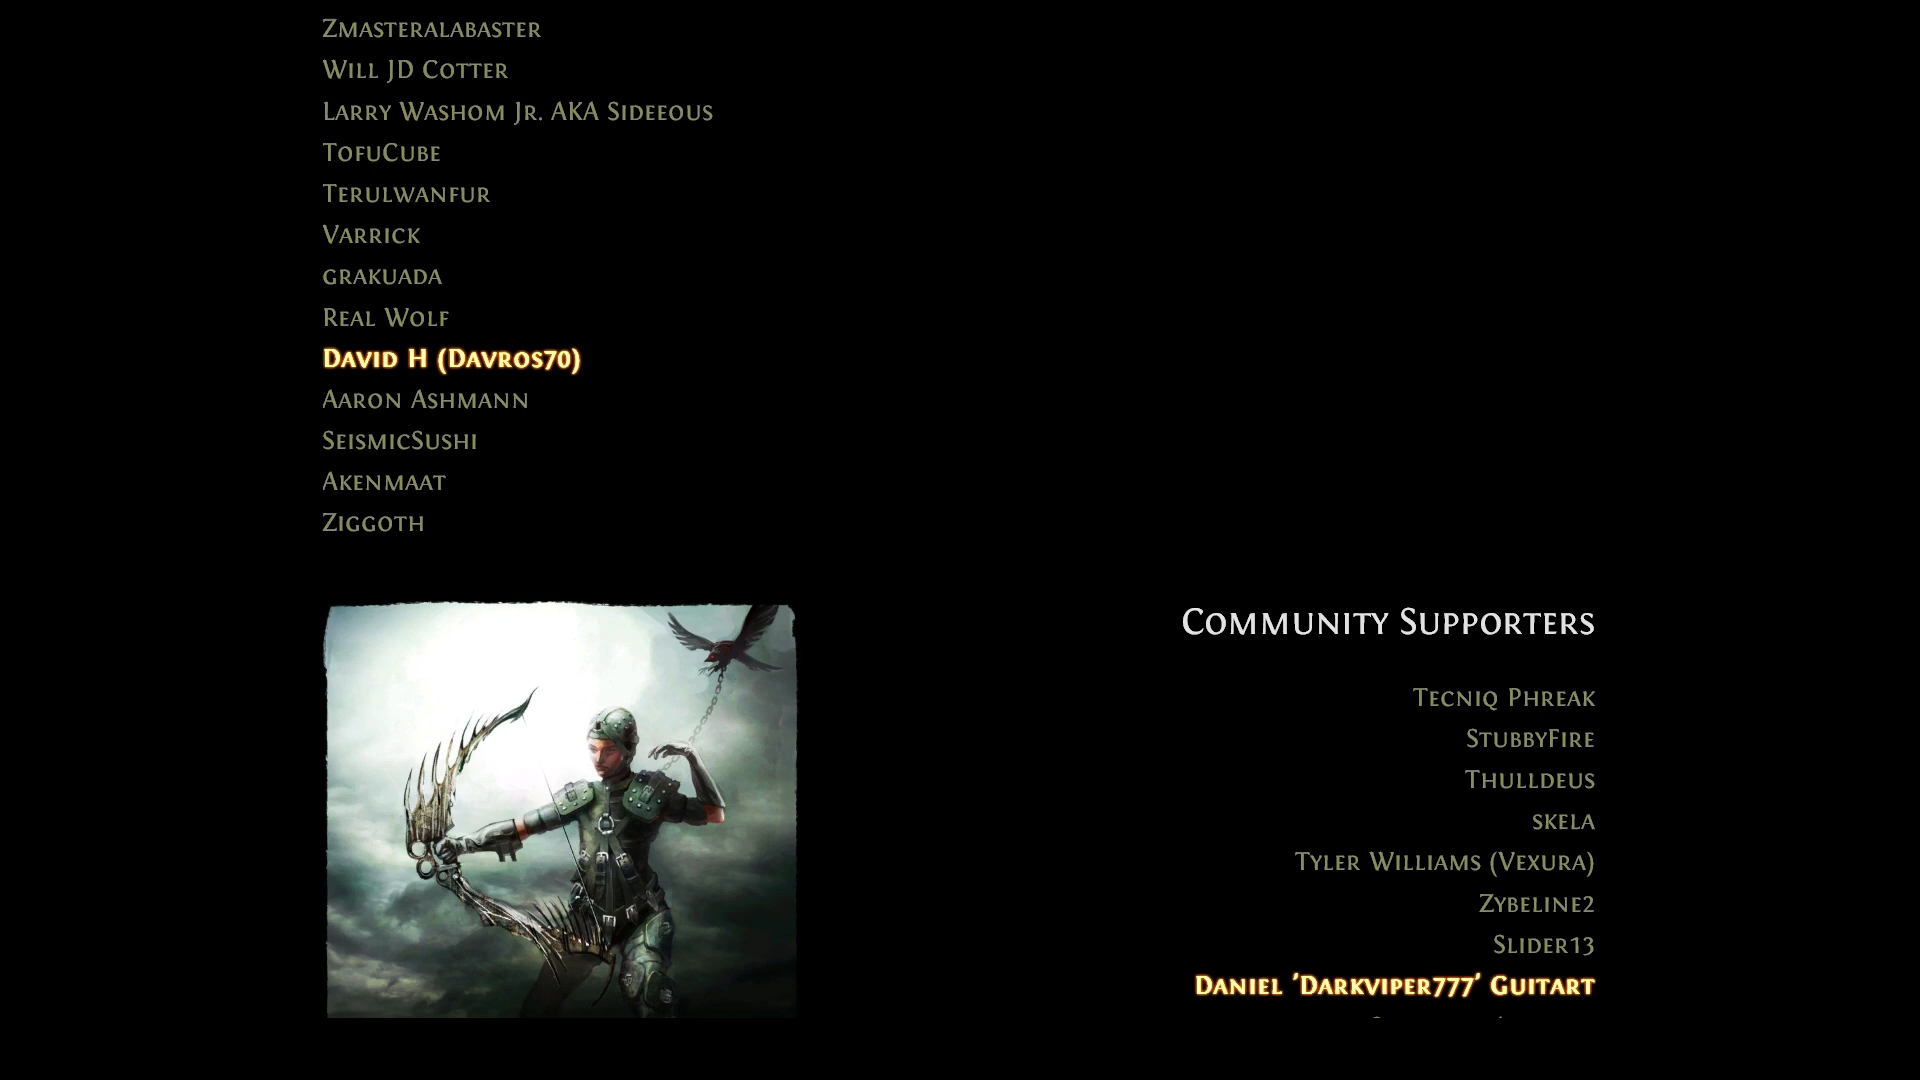 Zmasteralabaster
Will JD Cotter
Larry Washom Jr. AKA Sideeous
TofuCube
Terulwanfur
Varrick
grakuada
Real Wolf
David H (Davros70)
Aaron Ashmann
SeismicSushi
Akenmaat
Ziggoth
Community Supporters
Tecniq Phreak
StubbyFire
Thulldeus
skela
Tyler Williams (Vexura)
Zybeline2
Slider13
Daniel 'Darkviper777' Guitart